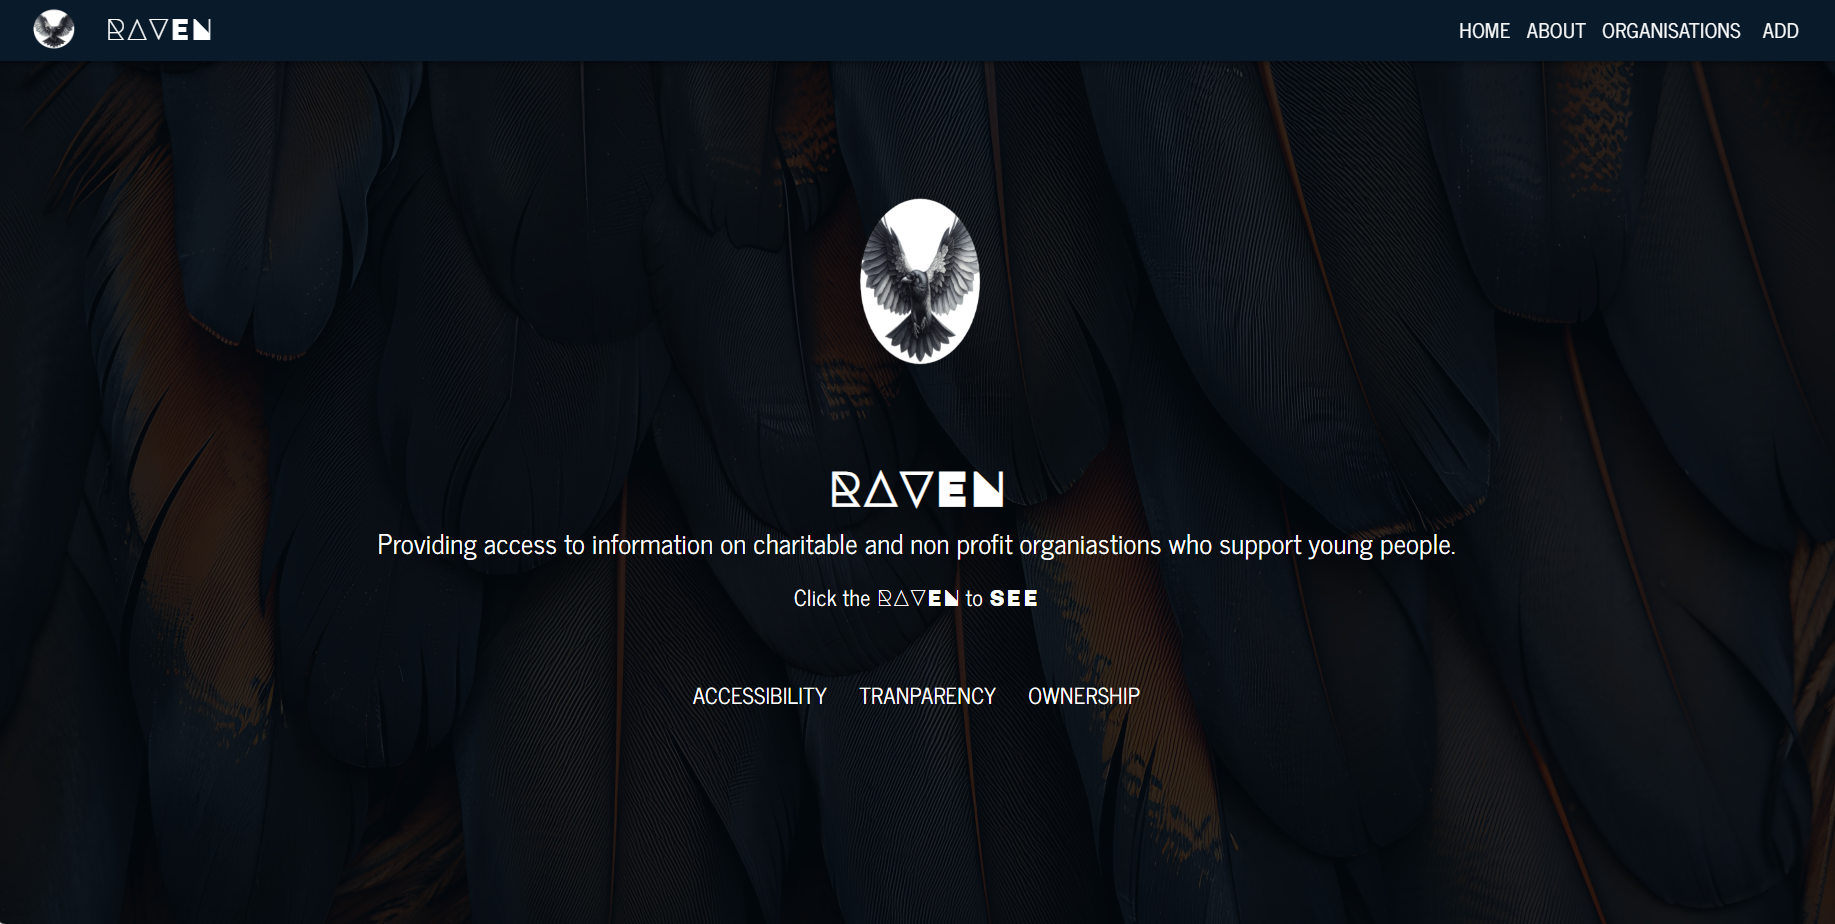 RAVEN
HOME ABOUT ORGANISATIONS ADD
RAVEN
Providing access to information on charitable and non profit organiastions who support young people.
Click the RAVEN to SEE
ACCESSIBILITY TRANPARENCY OWNERSHIP